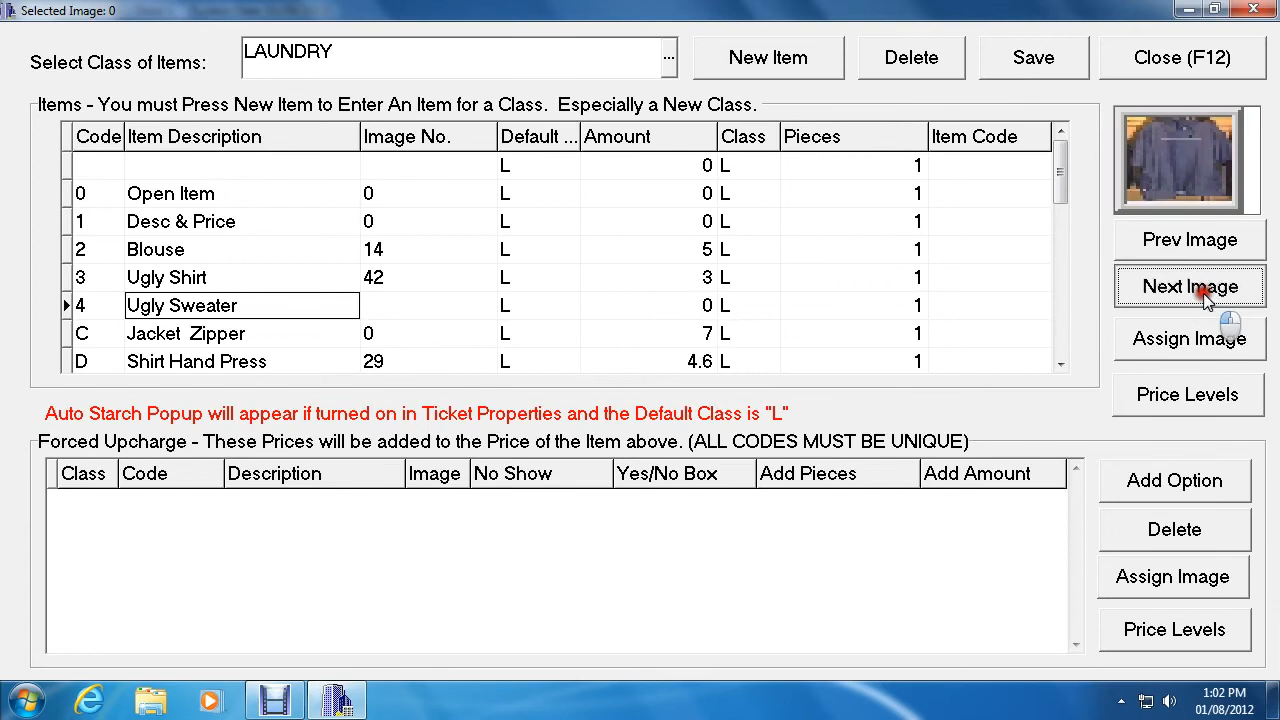 Selected Image: 0
Select Class of Items:
LAUNDRY
...
New Item
Delete
Save
Close (F12)
Items - You must Press New Item to Enter An Item for a Class. Especially a New Class.
Code Item Description Image No. Default ... Amount Class Pieces Item Code
L 0 L 1
0 Open Item 0 L 0 L 1
1 Desc & Price 0 L 0 L 1
2 Blouse 14 L 5 L 1
3 Ugly Shirt 42 L 3 L 1
4 Ugly Sweater L 0 L 1
C Jacket Zipper 0 L 7 L 1
D Shirt Hand Press 29 L 4.6 L 1
Prev Image
Next Image
Assign Image
Price Levels
Auto Starch Popup will appear if turned on in Ticket Properties and the Default Class is "L"
Forced Upcharge - These Prices will be added to the Price of the Item above. (ALL CODES MUST BE UNIQUE)
Class Code Description Image No Show Yes/No Box Add Pieces Add Amount
Add Option
Delete
Assign Image
Price Levels
1:02 PM
01/08/2012